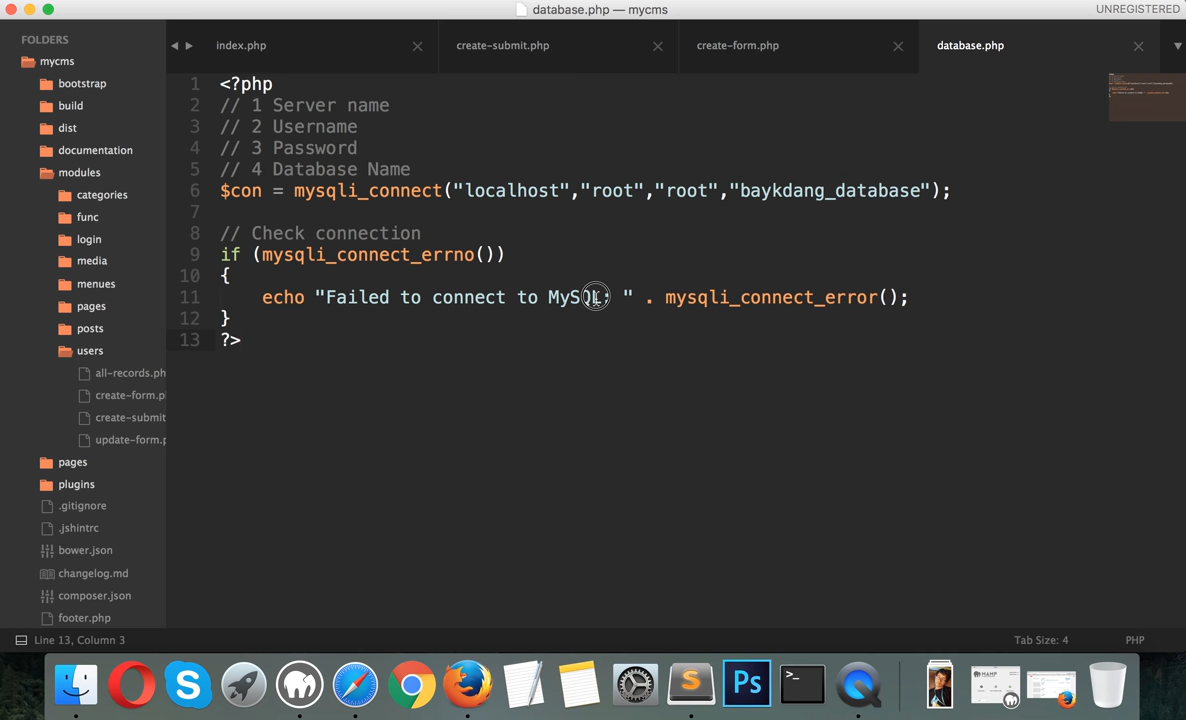 database.php — mycms
UNREGISTERED
FOLDERS
mycms
bootstrap
build
dist
documentation
modules
categories
func
login
media
menues
pages
posts
users
all-records.ph
create-form.p
create-submit
update-form.p
pages
plugins
.gitignore
.jshintrc
bower.json
changelog.md
composer.json
footer.php
index.php
create-submit.php
create-form.php
database.php
1 <?php
2 // 1 Server name
3 // 2 Username
4 // 3 Password
5 // 4 Database Name
6 $con = mysqli_connect("localhost","root","root","baykdang_database");
7
8 // Check connection
9 if (mysqli_connect_errno())
10 {
11 echo "Failed to connect to MySQL: " . mysqli_connect_error();
12 }
13 ?>
Line 13, Column 3
Tab Size: 4
PHP
S
S
Ps
>_
MAMP